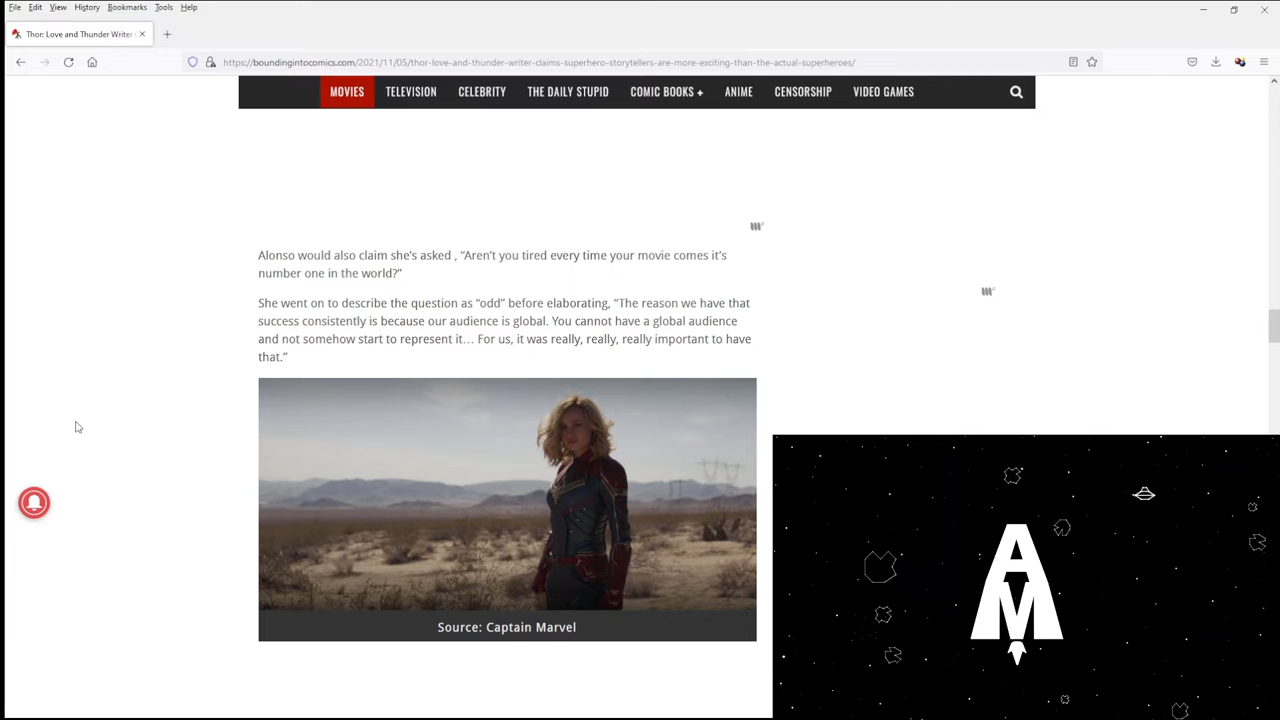 File Edit View History Bookmarks Tools Help
Thor: Love and Thunder Writer
https://boundingintocomics.com/2021/11/05/thor-love-and-thunder-writer-claims-superhero-storytellers-are-more-exciting-than-the-actual-superheroes/
MOVIES TELEVISION CELEBRITY THE DAILY STUPID COMIC BOOKS + ANIME CENSORSHIP VIDEO GAMES
Alonso would also claim she's asked , “Aren't you tired every time your movie comes it's
number one in the world?”
She went on to describe the question as “odd” before elaborating, “The reason we have that
success consistently is because our audience is global. You cannot have a global audience
and not somehow start to represent it… For us, it was really, really, really important to have
that.”
Source: Captain Marvel
AM